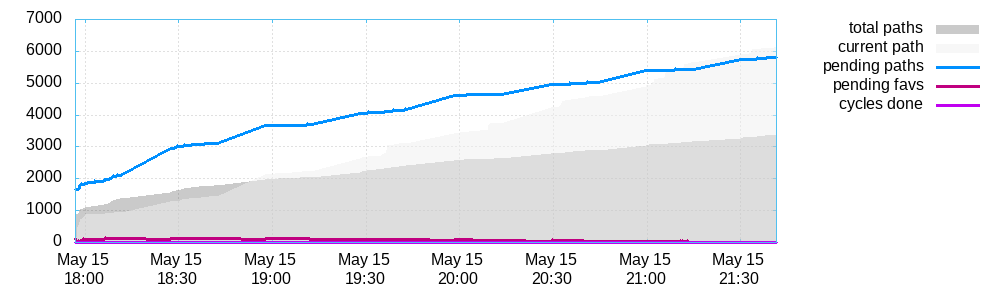 7000
6000
5000
4000
3000
2000
1000
0
May 15 May 15 May 15 May 15 May 15 May 15 May 15 May 15
18:00 18:30 19:00 19:30 20:00 20:30 21:00 21:30
total paths
current path
pending paths
pending favs
cycles done